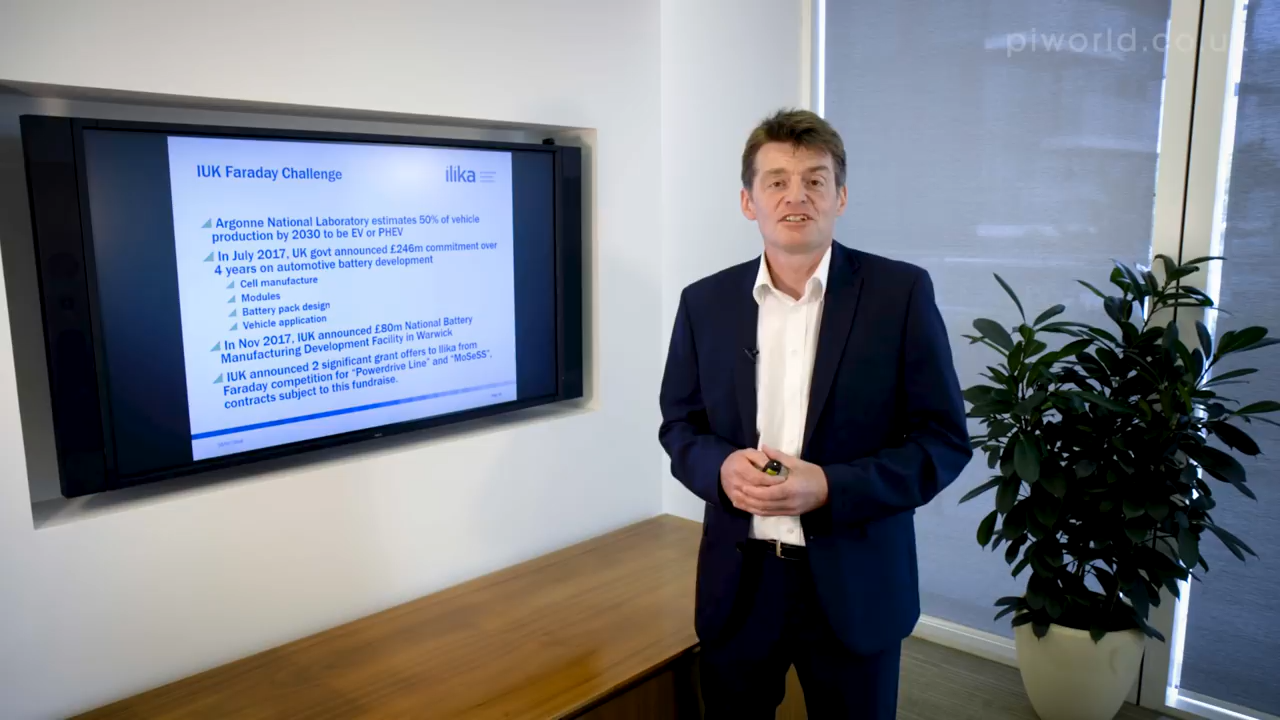 piworld.co.uk
IUK Faraday Challenge
ilika
Argonne National Laboratory estimates 50% of vehicle
production by 2030 to be EV or PHEV
In July 2017, UK govt announced £246m commitment over
4 years on automotive battery development
Cell manufacture
Modules
Battery pack design
Vehicle application
In Nov 2017, IUK announced £80m National Battery
Manufacturing Development Facility in Warwick
IUK announced 2 significant grant offers to Ilika from
Faraday competition for "Powerdrive Line" and "MoSeSS",
contracts subject to this fundraise.